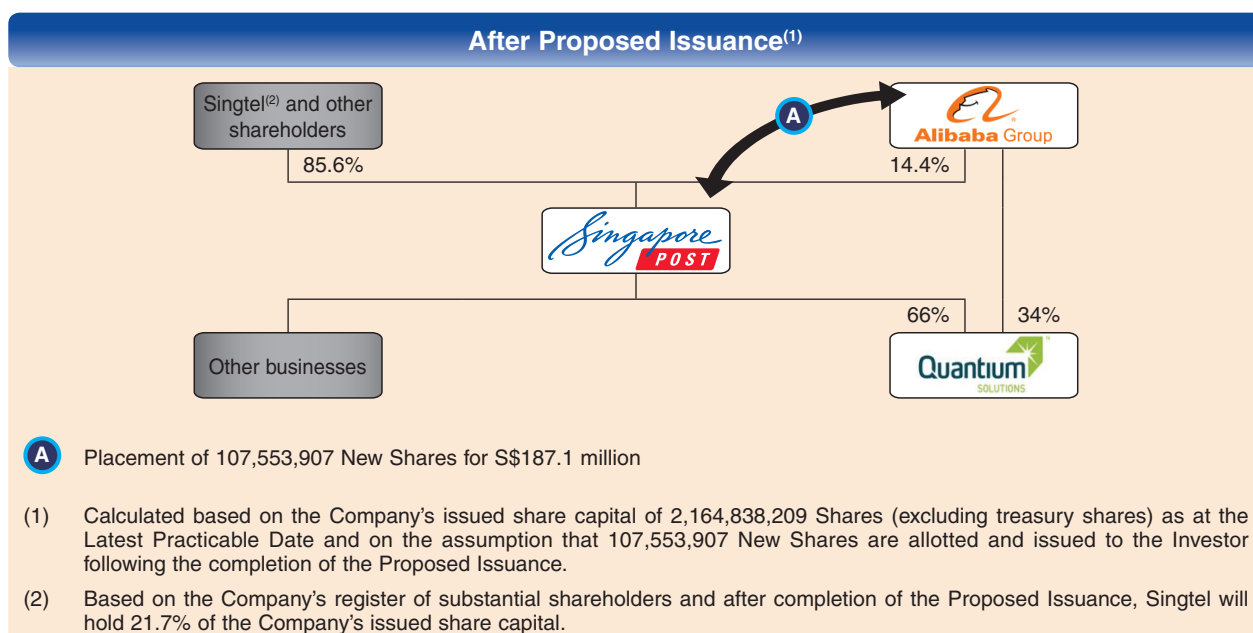 After Proposed Issuance(1)
Singtel(2) and other
shareholders
Alibaba Group
85.6%
14.4%
Singapore
POST
66%
34%
Other businesses
Quantium
SOLUTIONS
A
A Placement of 107,553,907 New Shares for S$187.1 million
(1) Calculated based on the Company's issued share capital of 2,164,838,209 Shares (excluding treasury shares) as at the
Latest Practicable Date and on the assumption that 107,553,907 New Shares are allotted and issued to the Investor
following the completion of the Proposed Issuance.
(2) Based on the Company's register of substantial shareholders and after completion of the Proposed Issuance, Singtel will
hold 21.7% of the Company's issued share capital.